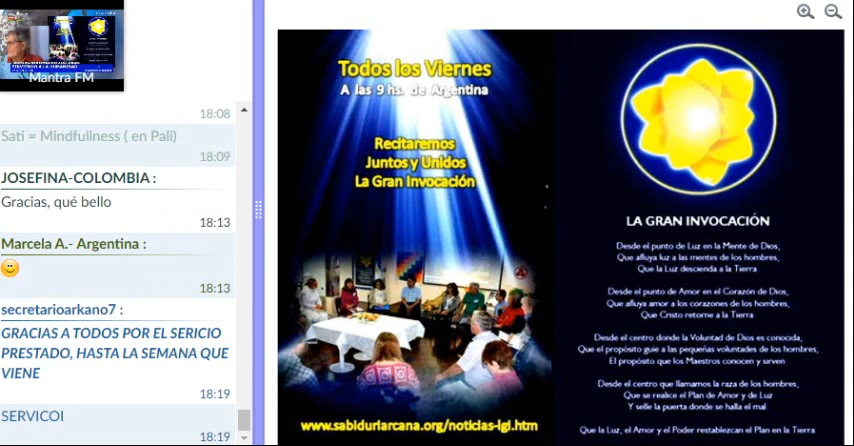 Mantra FM
18:08
Sati = Mindfullness ( en Pali)
18:09
JOSEFINA-COLOMBIA :
Gracias, qué bello
18:13
Marcela A.- Argentina :
18:13
secretarioarkano7 :
GRACIAS A TODOS POR EL SERICIO
PRESTADO, HASTA LA SEMANA QUE
VIENE
18:19
SERVICOI
18:19
Todos los Viernes
A las 9 hs. de Argentina
Recitaremos
Juntos y Unidos
La Gran Invocación
www.sabiduriarcana.org/noticias-lgi.htm
LA GRAN INVOCACIÓN
Desde el punto de Luz en la Mente de Dios,
Que afluya luz a las mentes de los hombres,
Que la Luz descienda a la Tierra
Desde el punto de Amor en el Corazón de Dios,
Que afluya amor a los corazones de los hombres,
Que Cristo retorne a la Tierra
Desde el centro donde la Voluntad de Dios es conocida,
Que el propósito guie a las pequeñas voluntades de los hombres,
El propósito que los Maestros conocen y sirven
Desde el centro que llamamos la raza de los hombres,
Que se realice el Plan de Amor y de Luz
Y selle la puerta donde se halla el mal
Que la Luz, el Amor y el Poder restablezcan el Plan en la Tierra